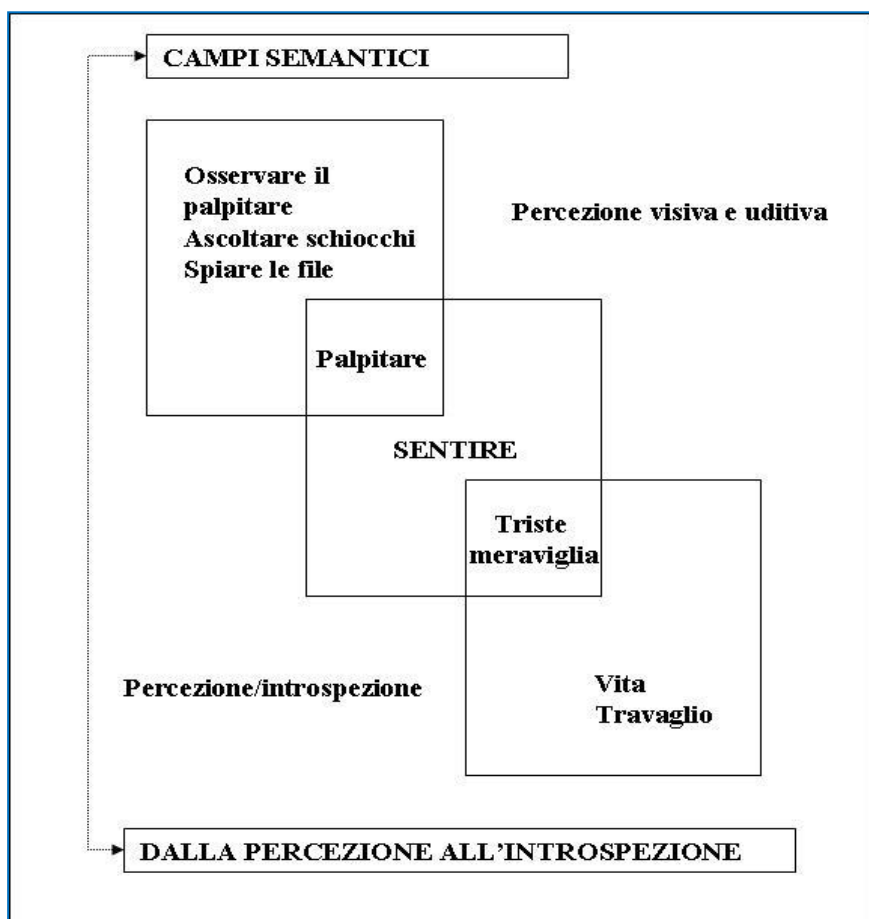 CAMPI SEMANTICI
Osservare il
palpitare
Ascoltare schiocchi
Spiare le file
Percezione visiva e uditiva
Palpitare
SENTIRE
Triste
meraviglia
Percezione/introspezione
Vita
Travaglio
DALLA PERCEZIONE ALL'INTROSPEZIONE